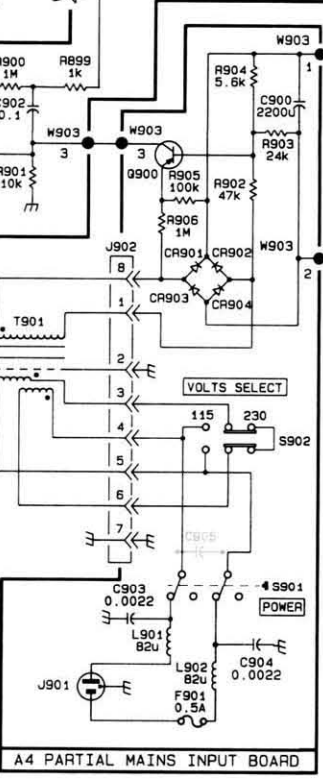 R899
1k
1M
0.1
10k
W903
3
W903
3
Q900
R905
100k
R906
1M
R904
5.6k
C900
2200u
R903
24k
R902
47k
W903
1
W903
2
CR901
CR902
CR903
CR904
J902
8
1
2
3
4
5
6
7
T901
VOLTS SELECT
115
230
S902
C905
S901
POWER
C903
0.0022
L901
82u
L902
82u
C904
0.0022
J901
F901
0.5A
A4 PARTIAL MAINS INPUT BOARD